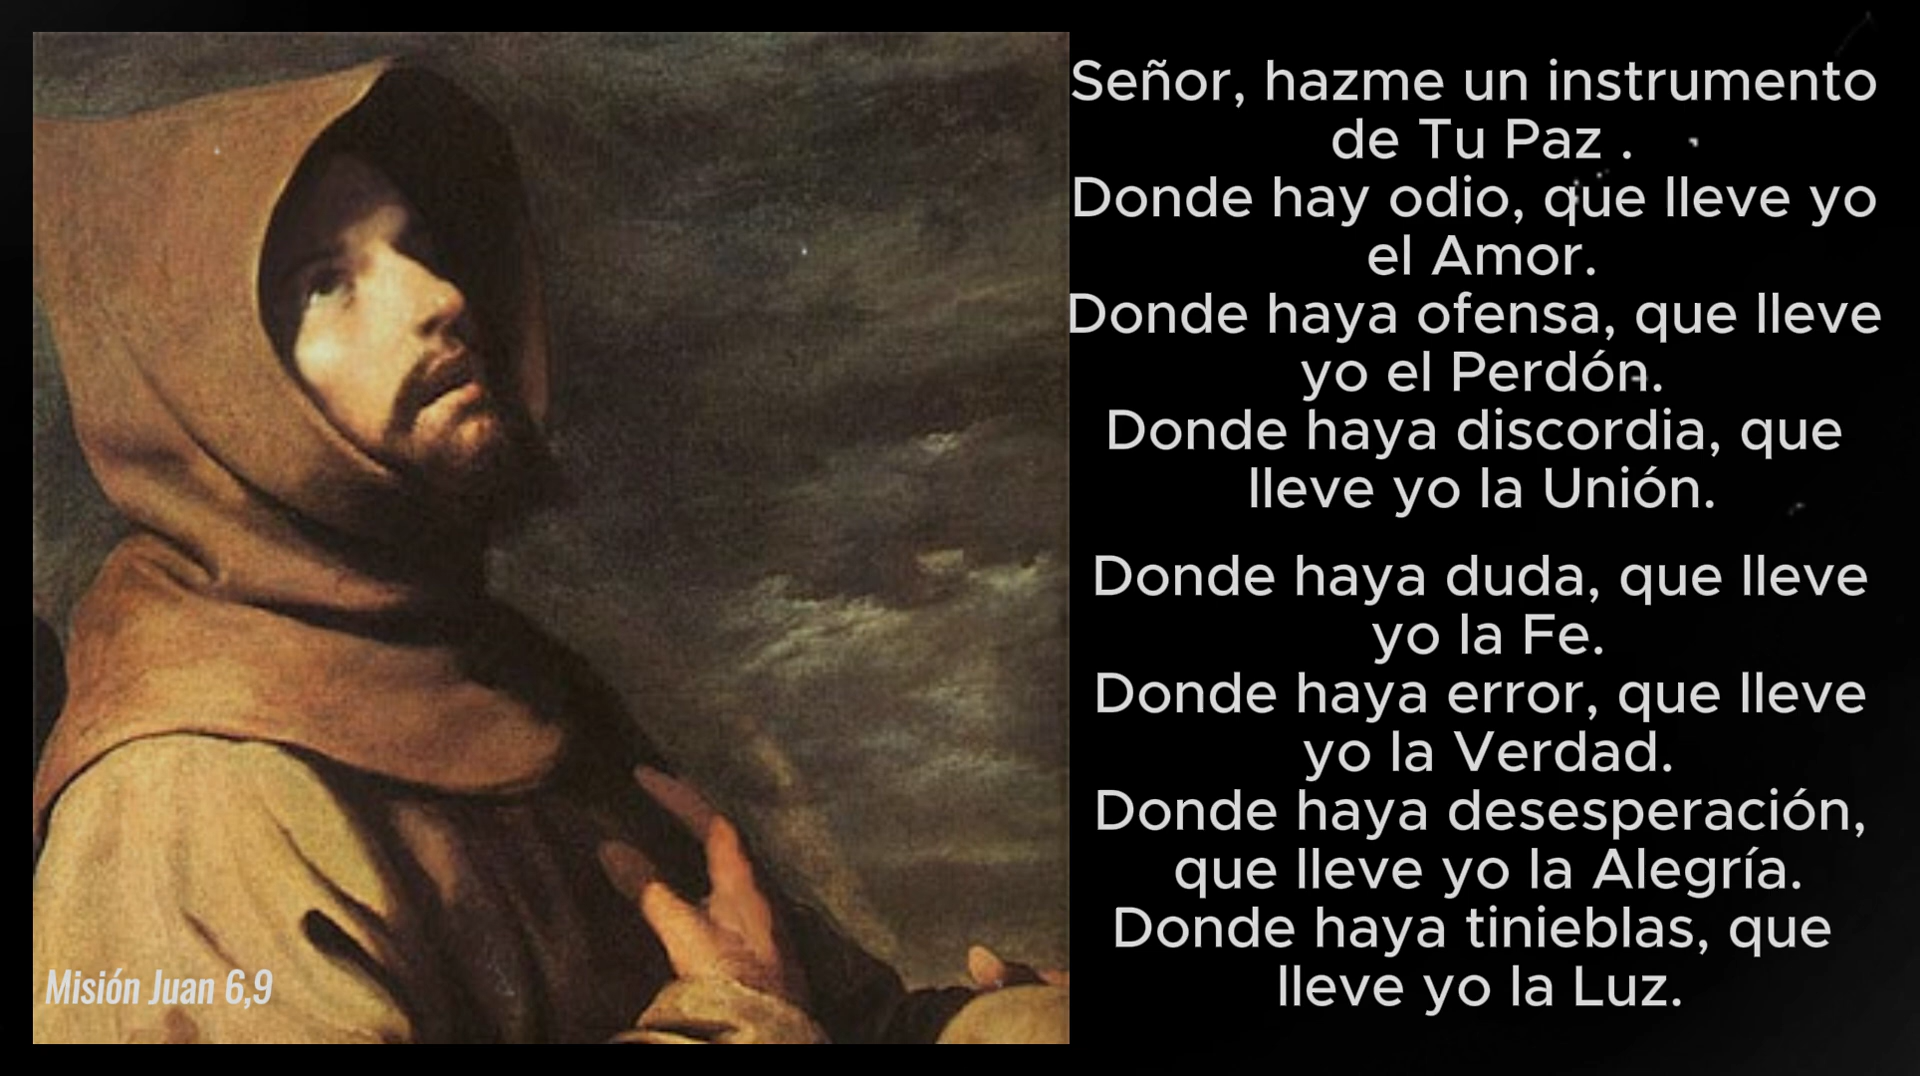 Señor, hazme un instrumento
de Tu Paz .
Donde hay odio, que lleve yo
el Amor.
Donde haya ofensa, que lleve
yo el Perdón.
Donde haya discordia, que
lleve yo la Unión.
Donde haya duda, que lleve
yo la Fe.
Donde haya error, que lleve
yo la Verdad.
Donde haya desesperación,
que lleve yo la Alegría.
Donde haya tinieblas, que
lleve yo la Luz.
Misión Juan 6,9